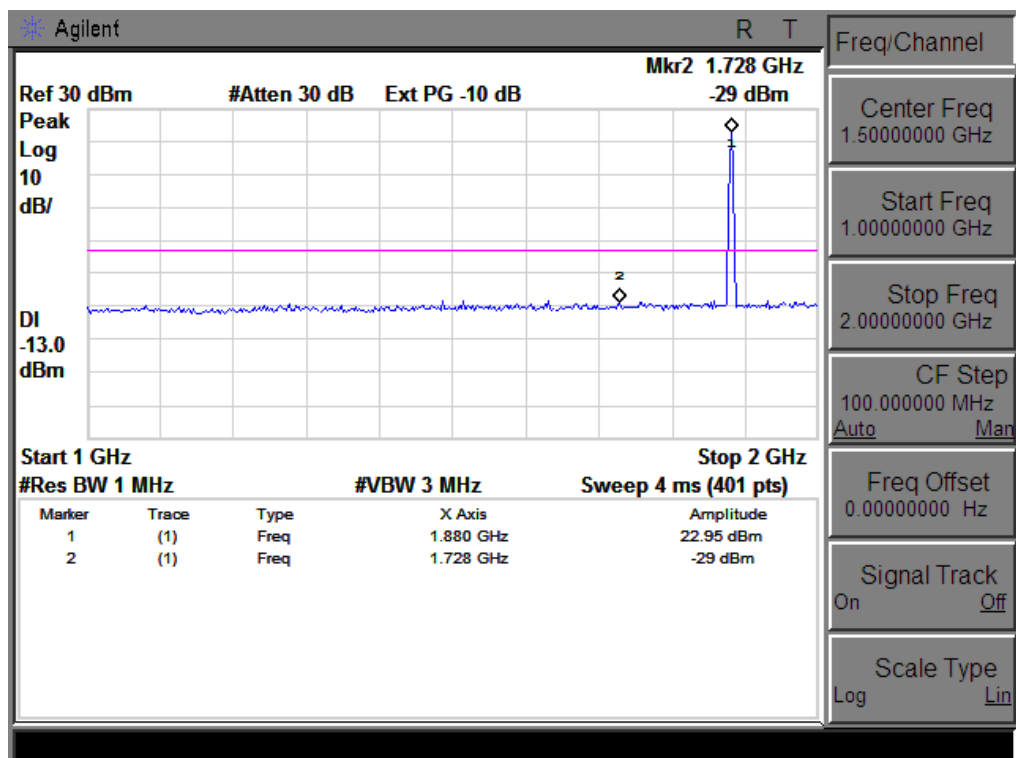 Agilent R T
Freq/Channel
Mkr2 1.728 GHz
Ref 30 dBm #Atten 30 dB Ext PG -10 dB -29 dBm
Peak
Log
10
dB/
1
2
DI
-13.0
dBm
Start 1 GHz Stop 2 GHz
#Res BW 1 MHz #VBW 3 MHz Sweep 4 ms (401 pts)
Marker Trace Type X Axis Amplitude
1 (1) Freq 1.880 GHz 22.95 dBm
2 (1) Freq 1.728 GHz -29 dBm
Center Freq
1.50000000 GHz
Start Freq
1.00000000 GHz
Stop Freq
2.00000000 GHz
CF Step
100.000000 MHz
Auto Man
Freq Offset
0.00000000 Hz
Signal Track
On Off
Scale Type
Log Lin